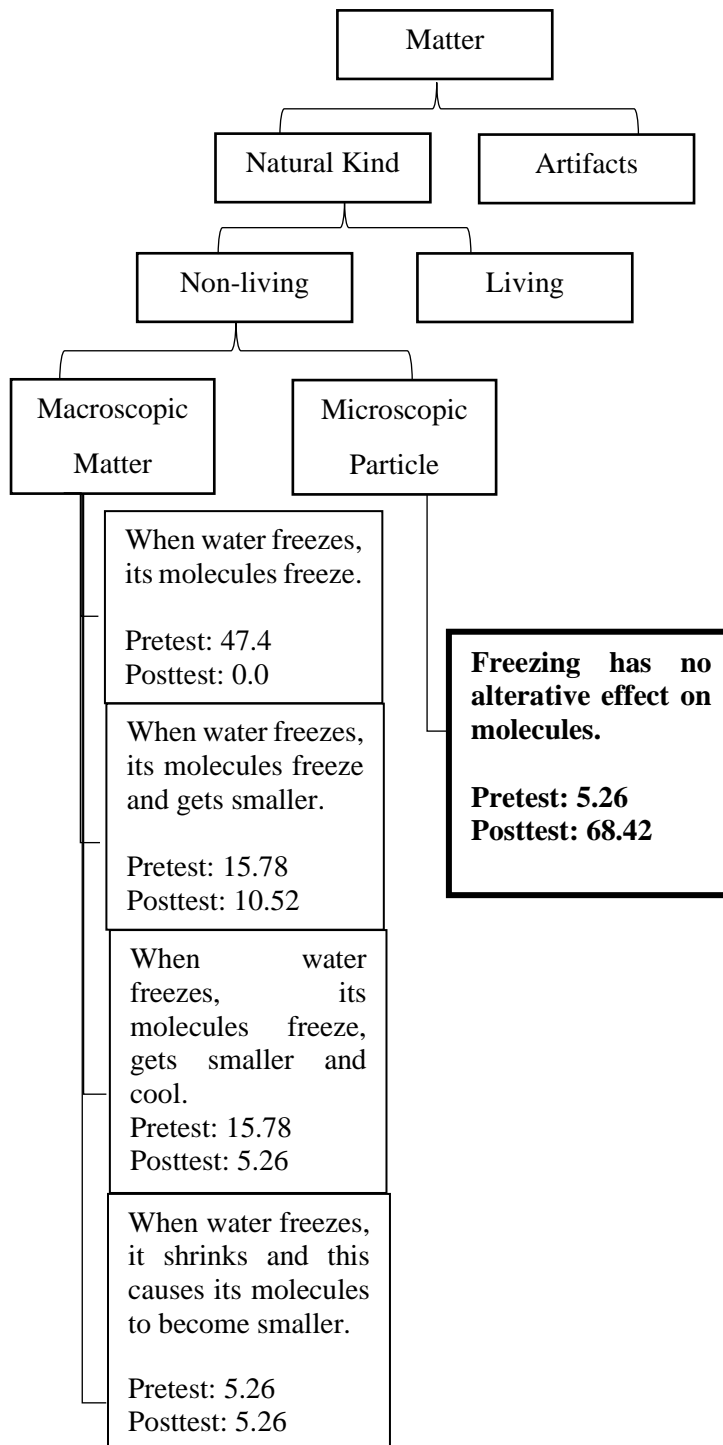 Matter
Natural Kind
Artifacts
Non-living
Living
Macroscopic
Matter
Microscopic
Particle
When water freezes,
its molecules freeze.
Pretest: 47.4
Posttest: 0.0
When water freezes,
its molecules freeze
and gets smaller.
Pretest: 15.78
Posttest: 10.52
When water
freezes, its
molecules freeze,
gets smaller and
cool.
Pretest: 15.78
Posttest: 5.26
When water freezes,
it shrinks and this
causes its molecules
to become smaller.
Pretest: 5.26
Posttest: 5.26
Freezing has no
alterative effect on
molecules.
Pretest: 5.26
Posttest: 68.42